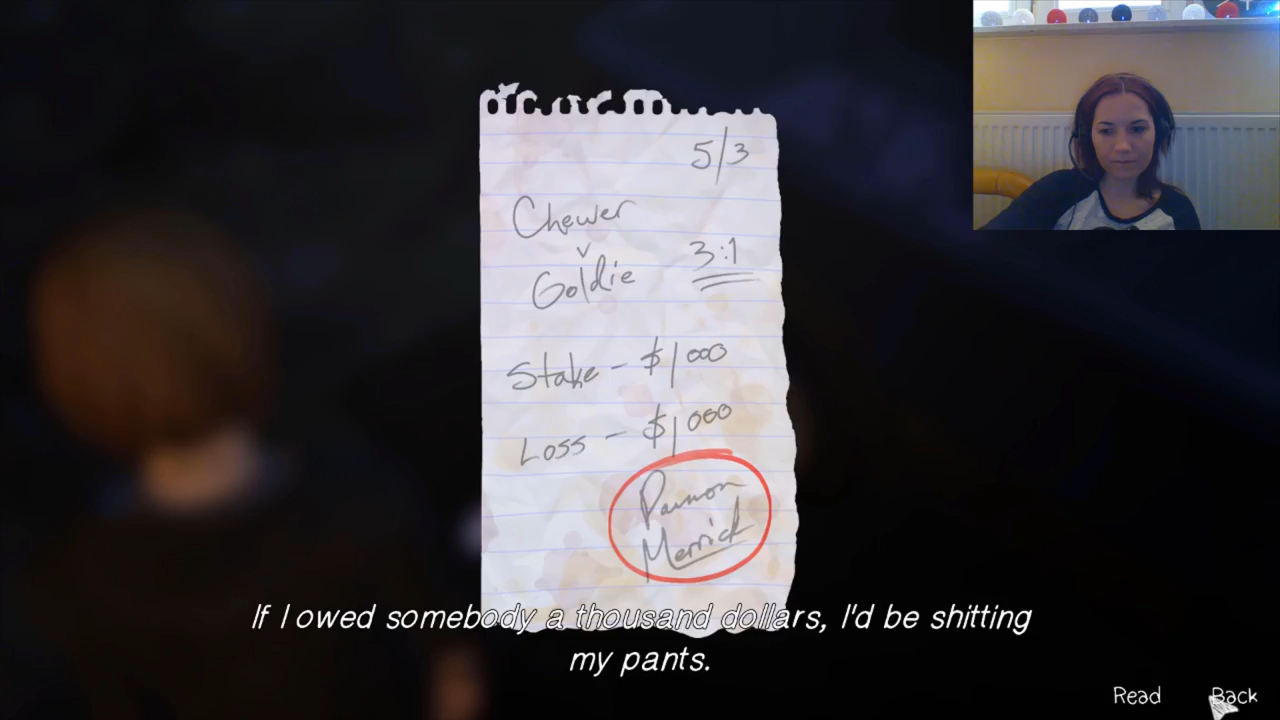 5/3
Chewer
v
Goldie 3:1
Stake - $1000
Loss - $1000
Damon
Merrick
If I owed somebody a thousand dollars, I'd be shitting
my pants.
Read Back